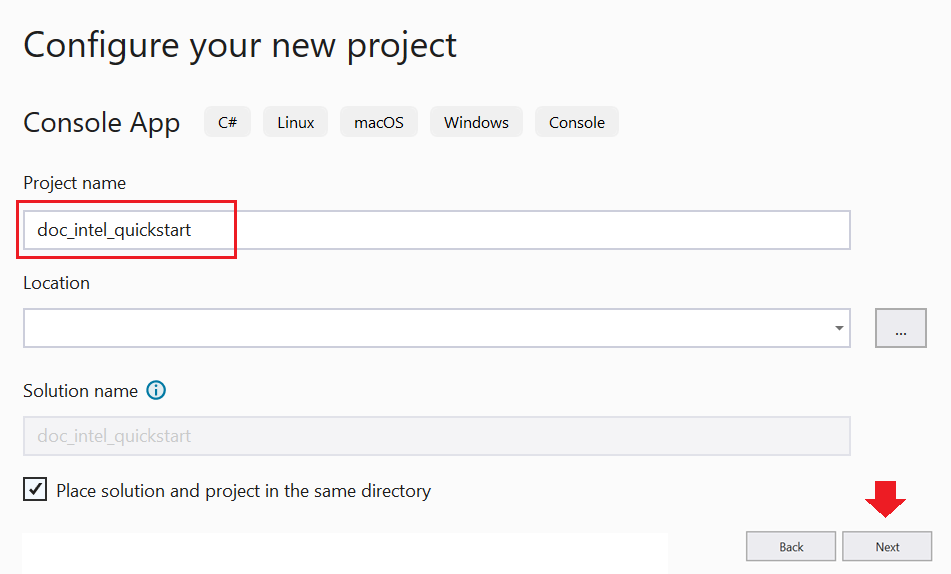 Configure your new project
Console App C# Linux macOS Windows Console
Project name
doc_intel_quickstart
Location
...
Solution name
doc_intel_quickstart
Place solution and project in the same directory
Back Next